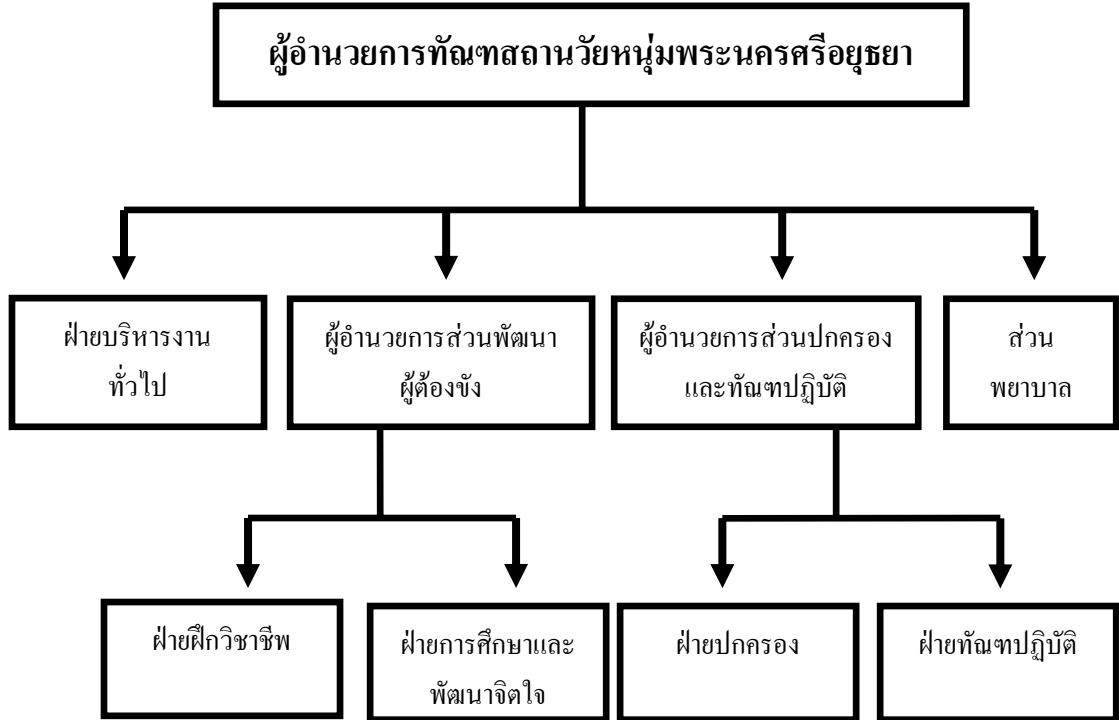 ผู้อำนวยการทัณฑสถานวัยหนุ่มพระนครศรีอยุธยา
ฝ่ายบริหารงาน
ทั่วไป
ผู้อำนวยการส่วนพัฒนา
ผู้ต้องขัง
ผู้อำนวยการส่วนปกครอง
และทัณฑปฏิบัติ
ส่วน
พยาบาล
ฝ่ายฝึกวิชาชีพ
ฝ่ายการศึกษาและ
พัฒนาจิตใจ
ฝ่ายปกครอง
ฝ่ายทัณฑปฏิบัติ